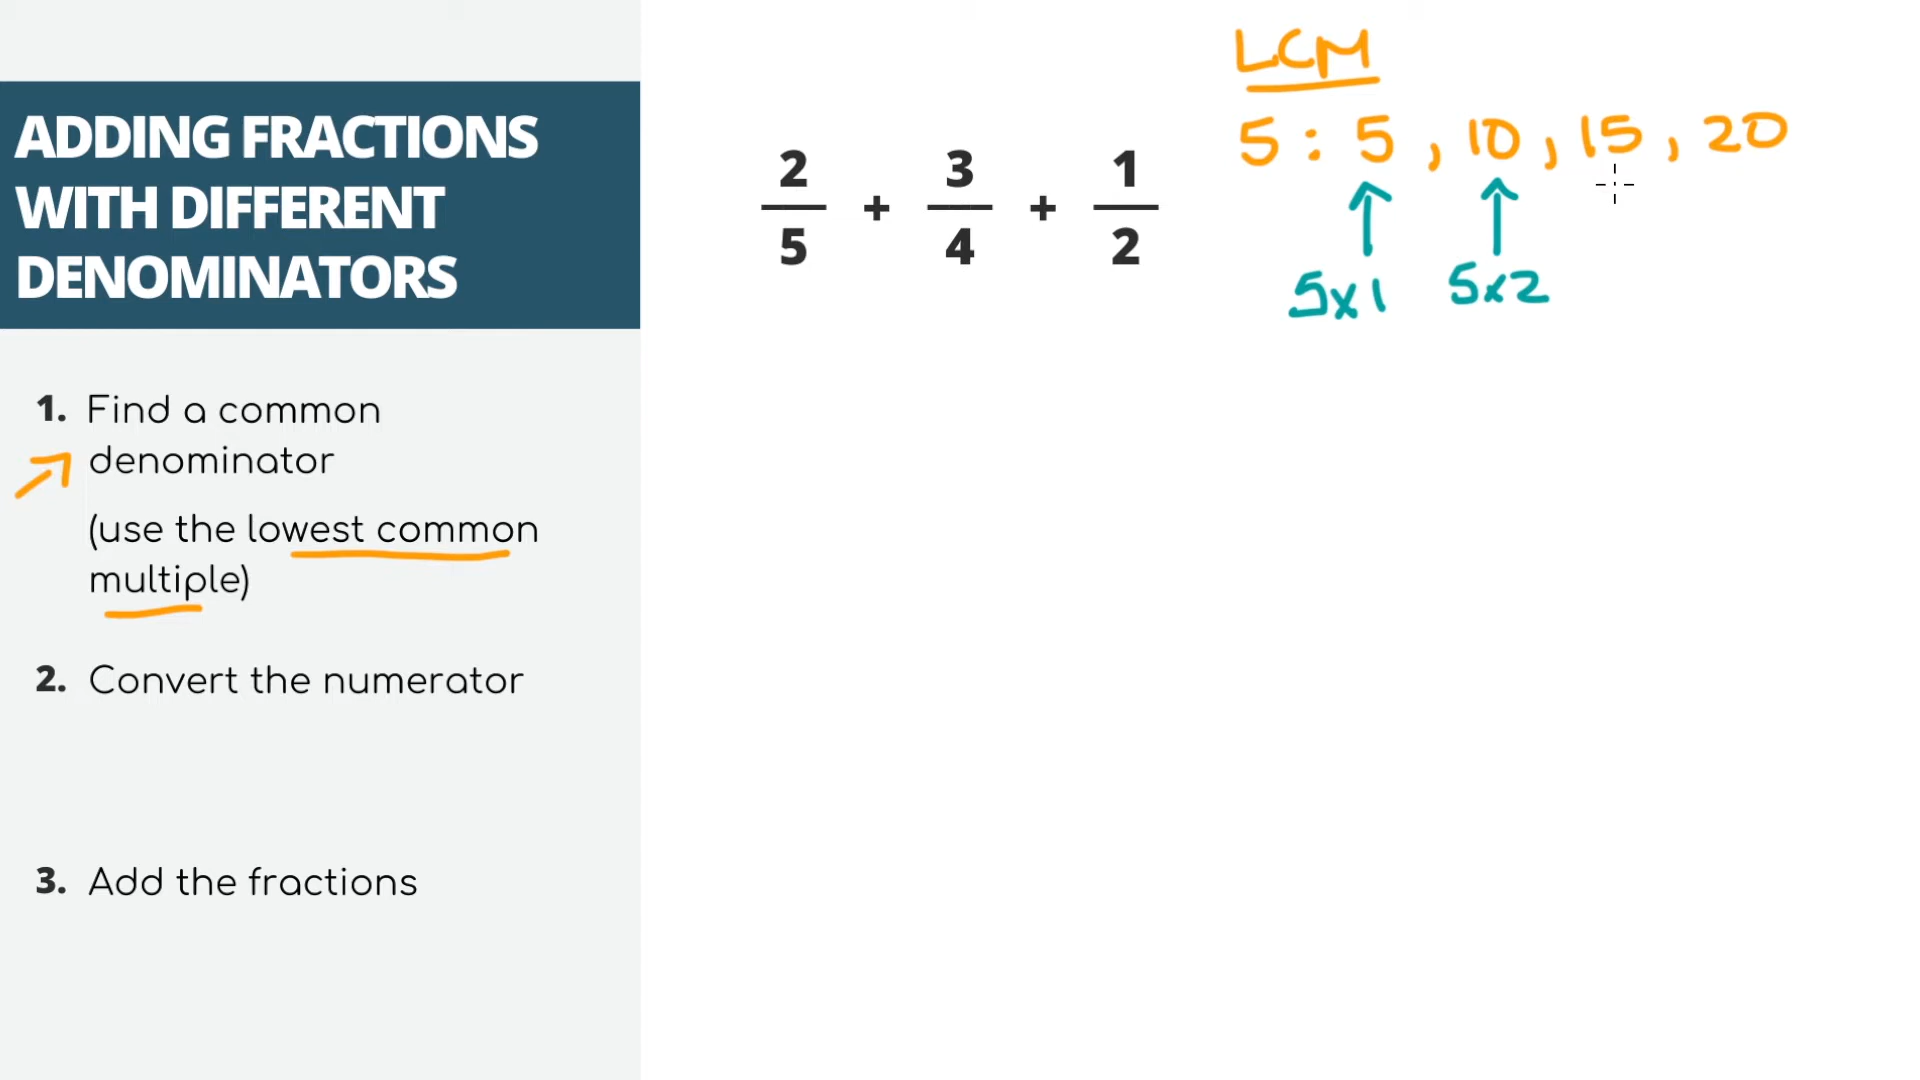 ADDING FRACTIONS
WITH DIFFERENT
DENOMINATORS
1. Find a common
denominator
(use the lowest common
multiple)
2. Convert the numerator
3. Add the fractions
2/5 + 3/4 + 1/2
LCM
5 : 5 , 10 , 15 , 20
5x1 5x2